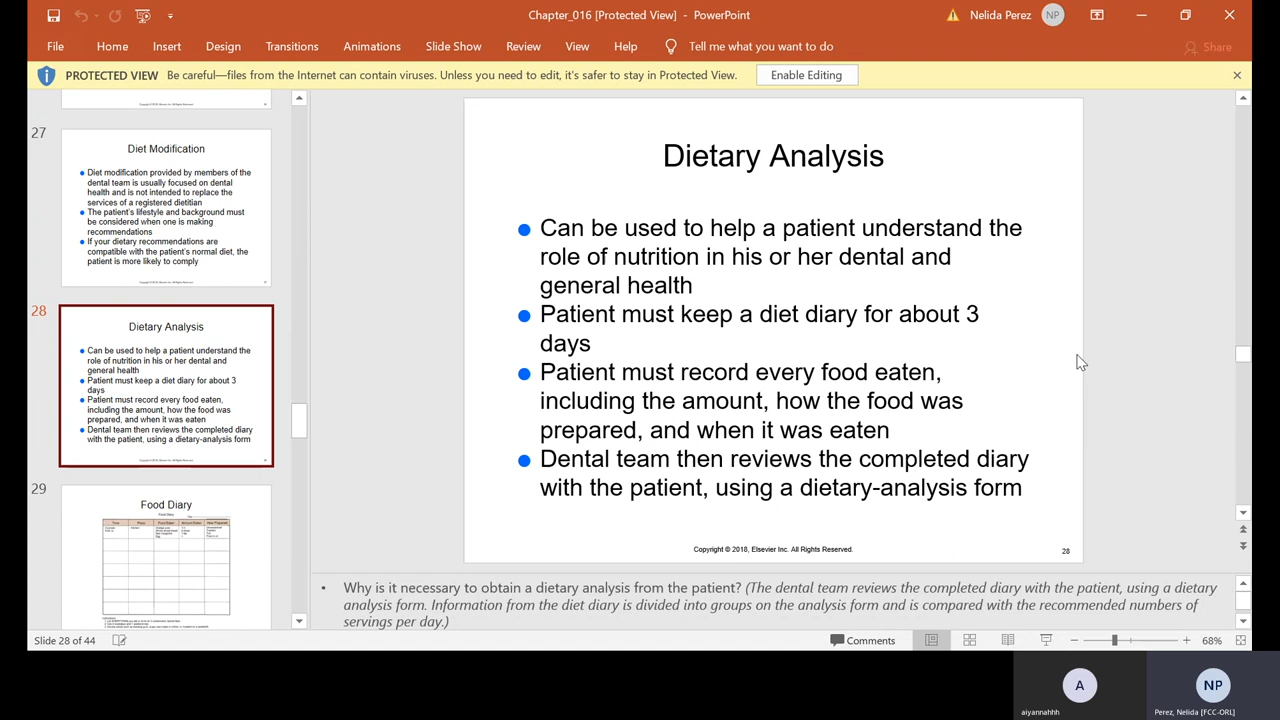 Chapter_016 [Protected View] - PowerPoint
Nelida Perez
NP
File Home Insert Design Transitions Animations Slide Show Review View Help Tell me what you want to do
Share
PROTECTED VIEW Be careful—files from the Internet can contain viruses. Unless you need to edit, it's safer to stay in Protected View.
Enable Editing
27
Diet Modification
Diet modification provided by members of the
dental team is usually focused on dental
health and is not intended to replace the
services of a registered dietitian
The patient's lifestyle and background must
be considered when one is making
recommendations
If your dietary recommendations are
compatible with the patient's normal diet, the
patient is more likely to comply
28
Dietary Analysis
Can be used to help a patient understand the
role of nutrition in his or her dental and
general health
Patient must keep a diet diary for about 3
days
Patient must record every food eaten,
including the amount, how the food was
prepared, and when it was eaten
Dental team then reviews the completed diary
with the patient, using a dietary-analysis form
29
Food Diary
Food Diary
Dietary Analysis
Can be used to help a patient understand the
role of nutrition in his or her dental and
general health
Patient must keep a diet diary for about 3
days
Patient must record every food eaten,
including the amount, how the food was
prepared, and when it was eaten
Dental team then reviews the completed diary
with the patient, using a dietary-analysis form
Copyright © 2018, Elsevier Inc. All Rights Reserved.
28
• Why is it necessary to obtain a dietary analysis from the patient? (The dental team reviews the completed diary with the patient, using a dietary
analysis form. Information from the diet diary is divided into groups on the analysis form and is compared with the recommended numbers of
servings per day.)
Slide 28 of 44
Comments
68%
A
aiyannahhh
NP
Perez, Nelida [FCC-ORL]